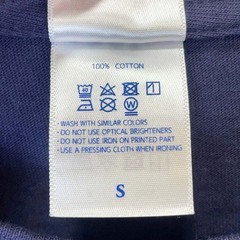 100% COTTON
• WASH WITH SIMILAR COLORS
• DO NOT USE OPTICAL BRIGHTENERS
• DO NOT USE IRON ON PRINTED PART
• USE A PRESSING CLOTH WHEN IRONING
S